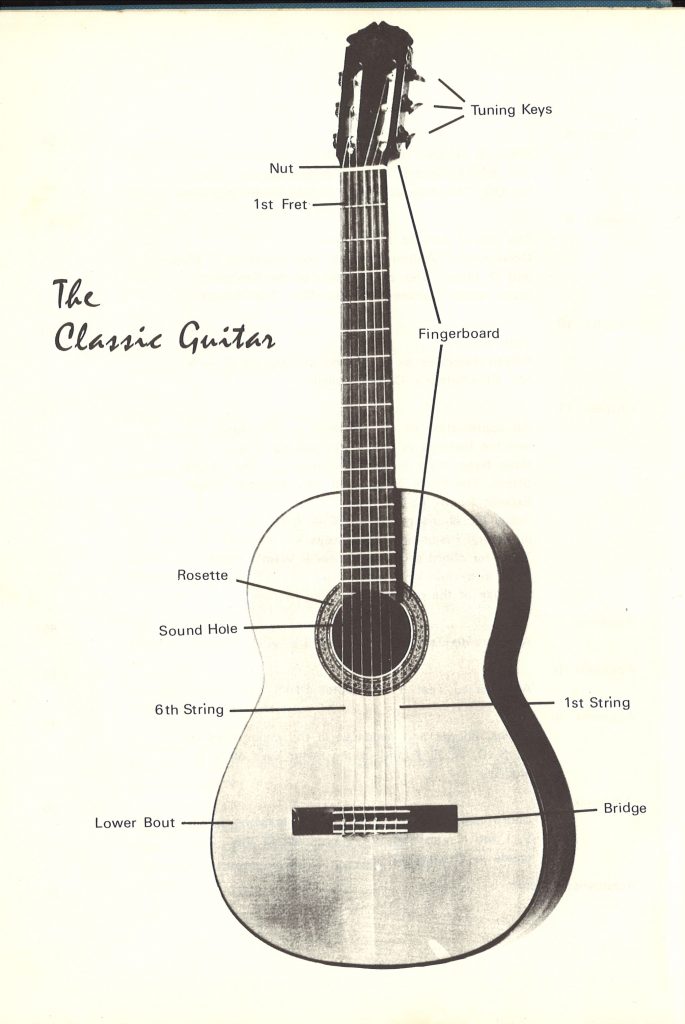 Tuning Keys
Nut
1st Fret
The
Classic Guitar
Fingerboard
Rosette
Sound Hole
6th String
1st String
Lower Bout
Bridge